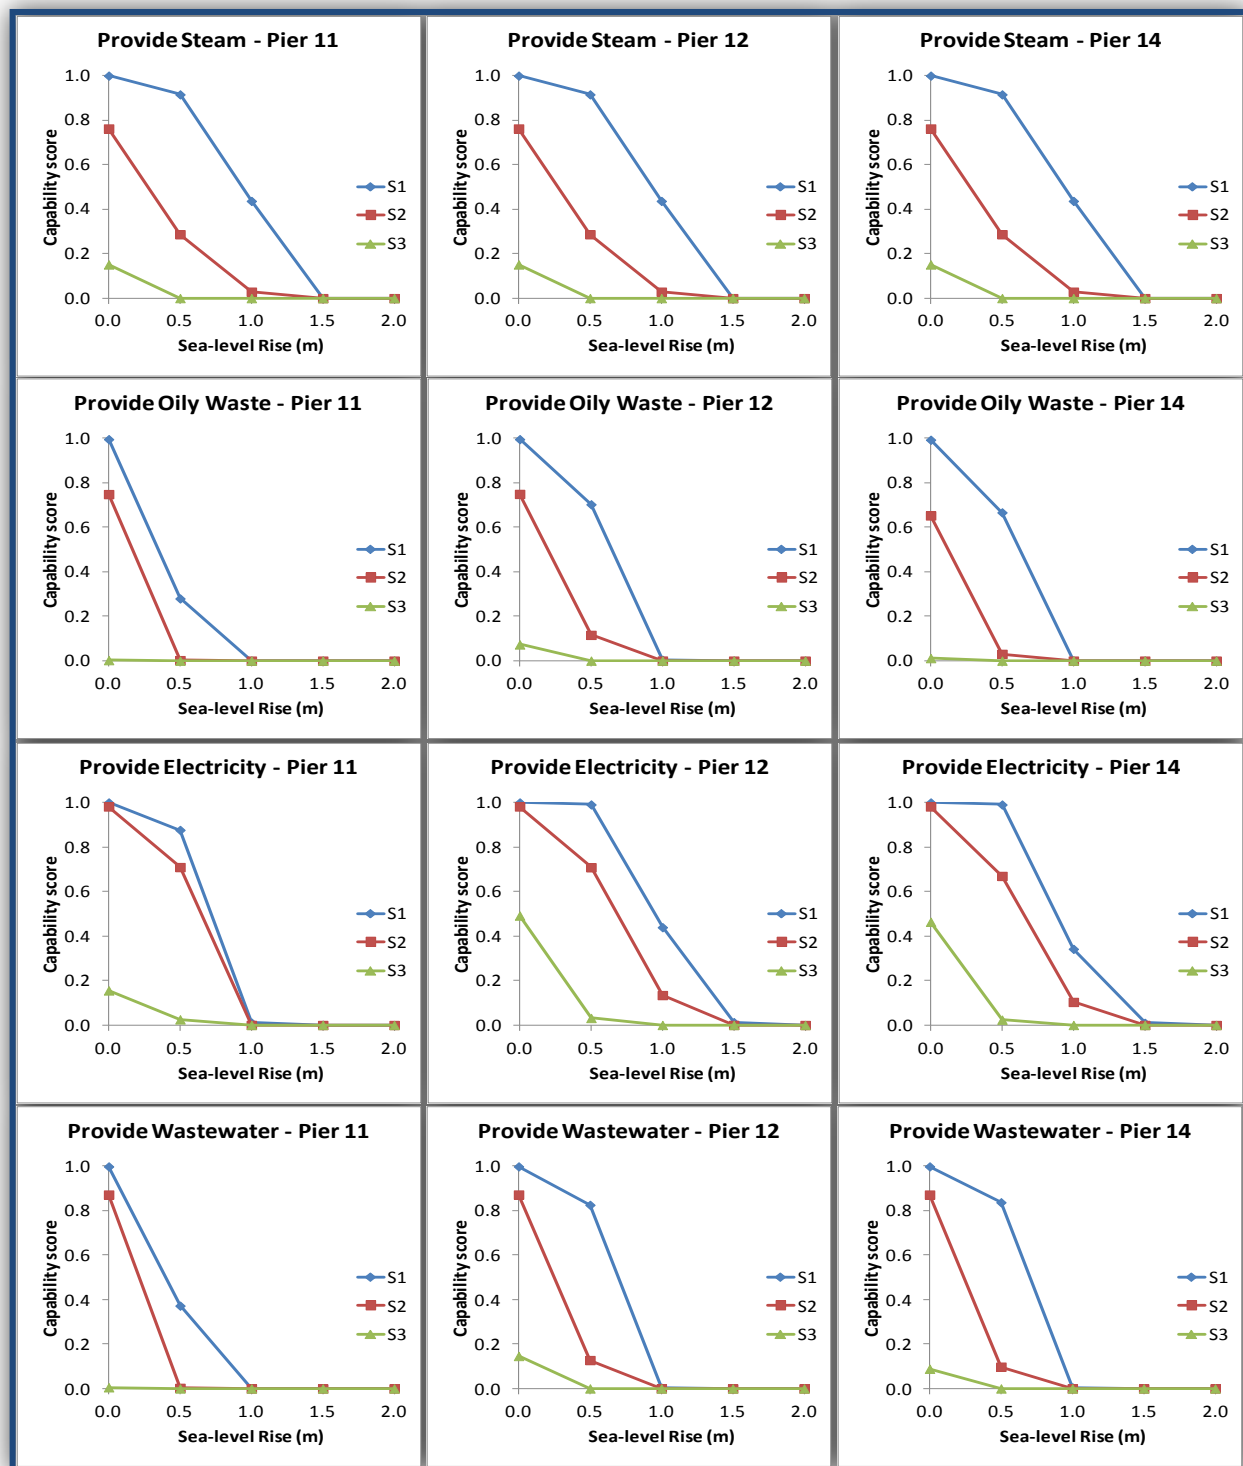 Provide Steam - Pier 11
Capability score
1.0
0.8
0.6
0.4
0.2
0.0
0.0 0.5 1.0 1.5 2.0
Sea-level Rise (m)
S1
S2
S3
Provide Steam - Pier 12
Capability score
1.0
0.8
0.6
0.4
0.2
0.0
0.0 0.5 1.0 1.5 2.0
Sea-level Rise (m)
S1
S2
S3
Provide Steam - Pier 14
Capability score
1.0
0.8
0.6
0.4
0.2
0.0
0.0 0.5 1.0 1.5 2.0
Sea-level Rise (m)
S1
S2
S3
Provide Oily Waste - Pier 11
Capability score
1.0
0.8
0.6
0.4
0.2
0.0
0.0 0.5 1.0 1.5 2.0
Sea-level Rise (m)
S1
S2
S3
Provide Oily Waste - Pier 12
Capability score
1.0
0.8
0.6
0.4
0.2
0.0
0.0 0.5 1.0 1.5 2.0
Sea-level Rise (m)
S1
S2
S3
Provide Oily Waste - Pier 14
Capability score
1.0
0.8
0.6
0.4
0.2
0.0
0.0 0.5 1.0 1.5 2.0
Sea-level Rise (m)
S1
S2
S3
Provide Electricity - Pier 11
Capability score
1.0
0.8
0.6
0.4
0.2
0.0
0.0 0.5 1.0 1.5 2.0
Sea-level Rise (m)
S1
S2
S3
Provide Electricity - Pier 12
Capability score
1.0
0.8
0.6
0.4
0.2
0.0
0.0 0.5 1.0 1.5 2.0
Sea-level Rise (m)
S1
S2
S3
Provide Electricity - Pier 14
Capability score
1.0
0.8
0.6
0.4
0.2
0.0
0.0 0.5 1.0 1.5 2.0
Sea-level Rise (m)
S1
S2
S3
Provide Wastewater - Pier 11
Capability score
1.0
0.8
0.6
0.4
0.2
0.0
0.0 0.5 1.0 1.5 2.0
Sea-level Rise (m)
S1
S2
S3
Provide Wastewater - Pier 12
Capability score
1.0
0.8
0.6
0.4
0.2
0.0
0.0 0.5 1.0 1.5 2.0
Sea-level Rise (m)
S1
S2
S3
Provide Wastewater - Pier 14
Capability score
1.0
0.8
0.6
0.4
0.2
0.0
0.0 0.5 1.0 1.5 2.0
Sea-level Rise (m)
S1
S2
S3